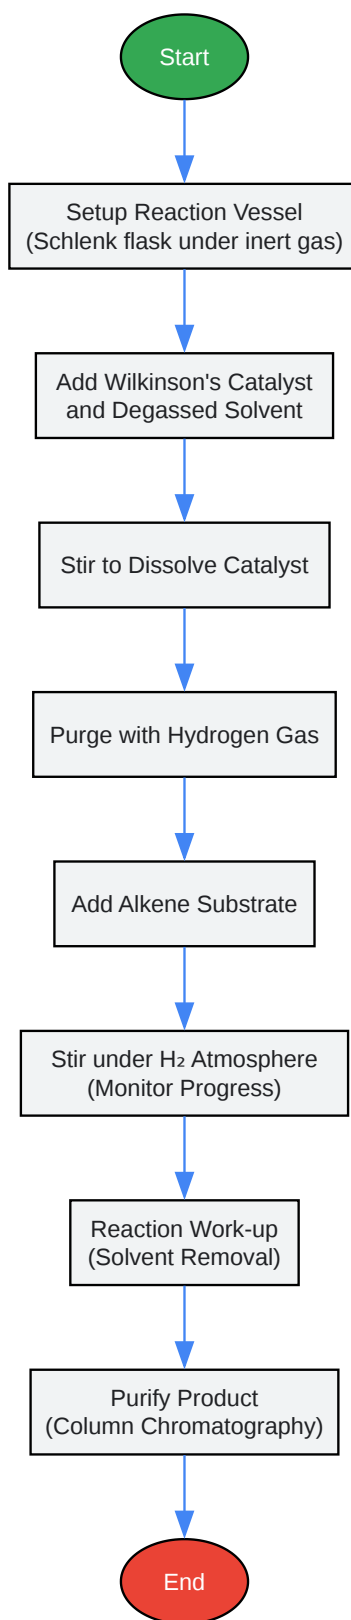 Start
Setup Reaction Vessel
(Schlenk flask under inert gas)
Add Wilkinson's Catalyst
and Degassed Solvent
Stir to Dissolve Catalyst
Purge with Hydrogen Gas
Add Alkene Substrate
Stir under H₂ Atmosphere
(Monitor Progress)
Reaction Work-up
(Solvent Removal)
Purify Product
(Column Chromatography)
End